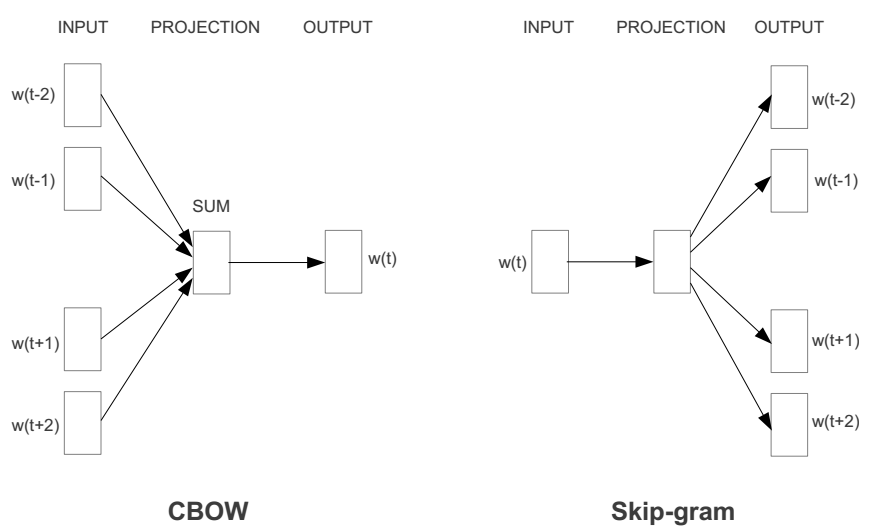 INPUT PROJECTION OUTPUT
w(t-2)
w(t-1)
SUM
w(t)
w(t+1)
w(t+2)
CBOW
INPUT PROJECTION OUTPUT
w(t-2)
w(t-1)
w(t)
w(t+1)
w(t+2)
Skip-gram